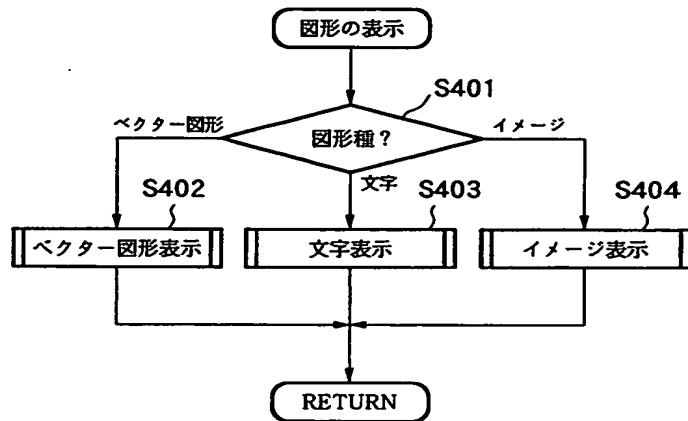 図形の表示
S401
ベクター図形
図形種？
イメージ
文字
S402
S403
S404
ベクター図形表示
文字表示
イメージ表示
RETURN